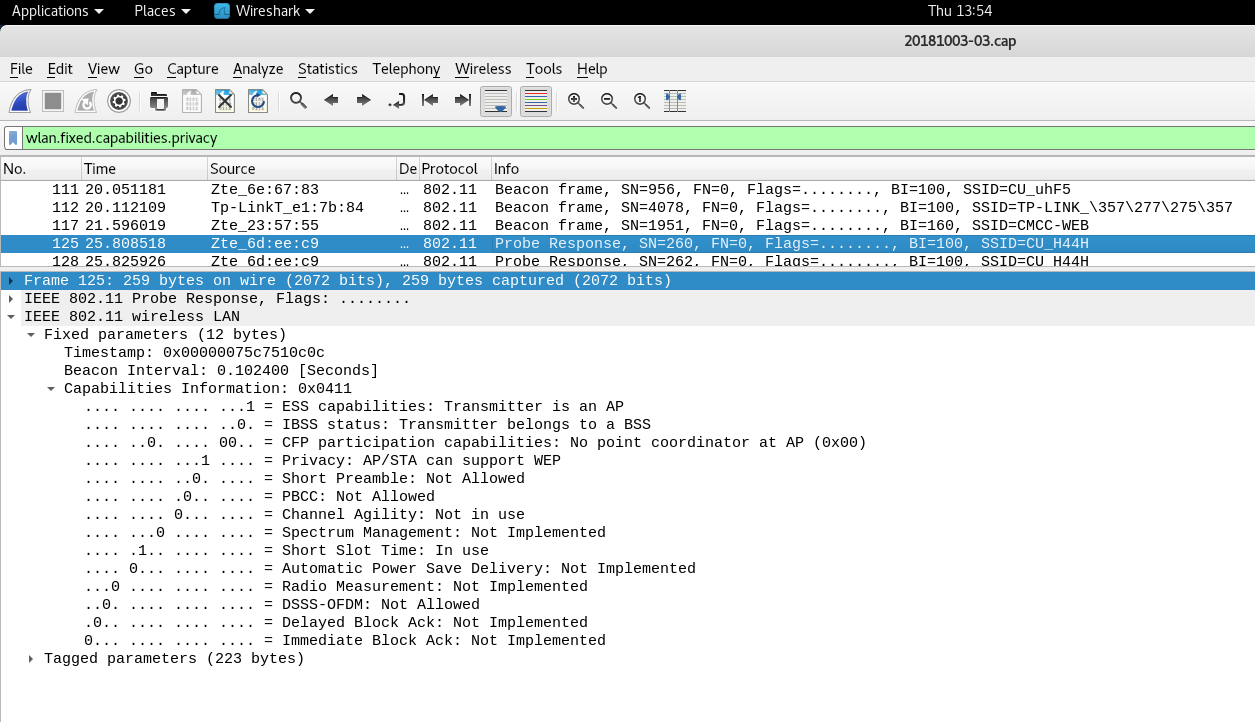 Applications Places Wireshark Thu 13:54
20181003-03.cap
File Edit View Go Capture Analyze Statistics Telephony Wireless Tools Help
wlan.fixed.capabilities.privacy
No. Time Source De Protocol Info
111 20.051181 Zte_6e:67:83 … 802.11 Beacon frame, SN=956, FN=0, Flags=........, BI=100, SSID=CU_uhF5
112 20.112109 Tp-LinkT_e1:7b:84 … 802.11 Beacon frame, SN=4078, FN=0, Flags=........, BI=100, SSID=TP-LINK_\357\277\275\357
117 21.596019 Zte_23:57:55 … 802.11 Beacon frame, SN=1951, FN=0, Flags=........, BI=160, SSID=CMCC-WEB
125 25.808518 Zte_6d:ee:c9 … 802.11 Probe Response, SN=260, FN=0, Flags=........, BI=100, SSID=CU_H44H
128 25.825926 Zte_6d:ee:c9 … 802.11 Probe Response, SN=262, FN=0, Flags=........, BI=100, SSID=CU_H44H
Frame 125: 259 bytes on wire (2072 bits), 259 bytes captured (2072 bits)
IEEE 802.11 Probe Response, Flags: ........
IEEE 802.11 wireless LAN
Fixed parameters (12 bytes)
Timestamp: 0x00000075c7510c0c
Beacon Interval: 0.102400 [Seconds]
Capabilities Information: 0x0411
.... .... .... ...1 = ESS capabilities: Transmitter is an AP
.... .... .... ..0. = IBSS status: Transmitter belongs to a BSS
.... ..0. .... 00.. = CFP participation capabilities: No point coordinator at AP (0x00)
.... .... ...1 .... = Privacy: AP/STA can support WEP
.... .... ..0. .... = Short Preamble: Not Allowed
.... .... .0.. .... = PBCC: Not Allowed
.... .... 0... .... = Channel Agility: Not in use
.... ...0 .... .... = Spectrum Management: Not Implemented
.... .1.. .... .... = Short Slot Time: In use
.... 0... .... .... = Automatic Power Save Delivery: Not Implemented
...0 .... .... .... = Radio Measurement: Not Implemented
..0. .... .... .... = DSSS-OFDM: Not Allowed
.0.. .... .... .... = Delayed Block Ack: Not Implemented
0... .... .... .... = Immediate Block Ack: Not Implemented
Tagged parameters (223 bytes)